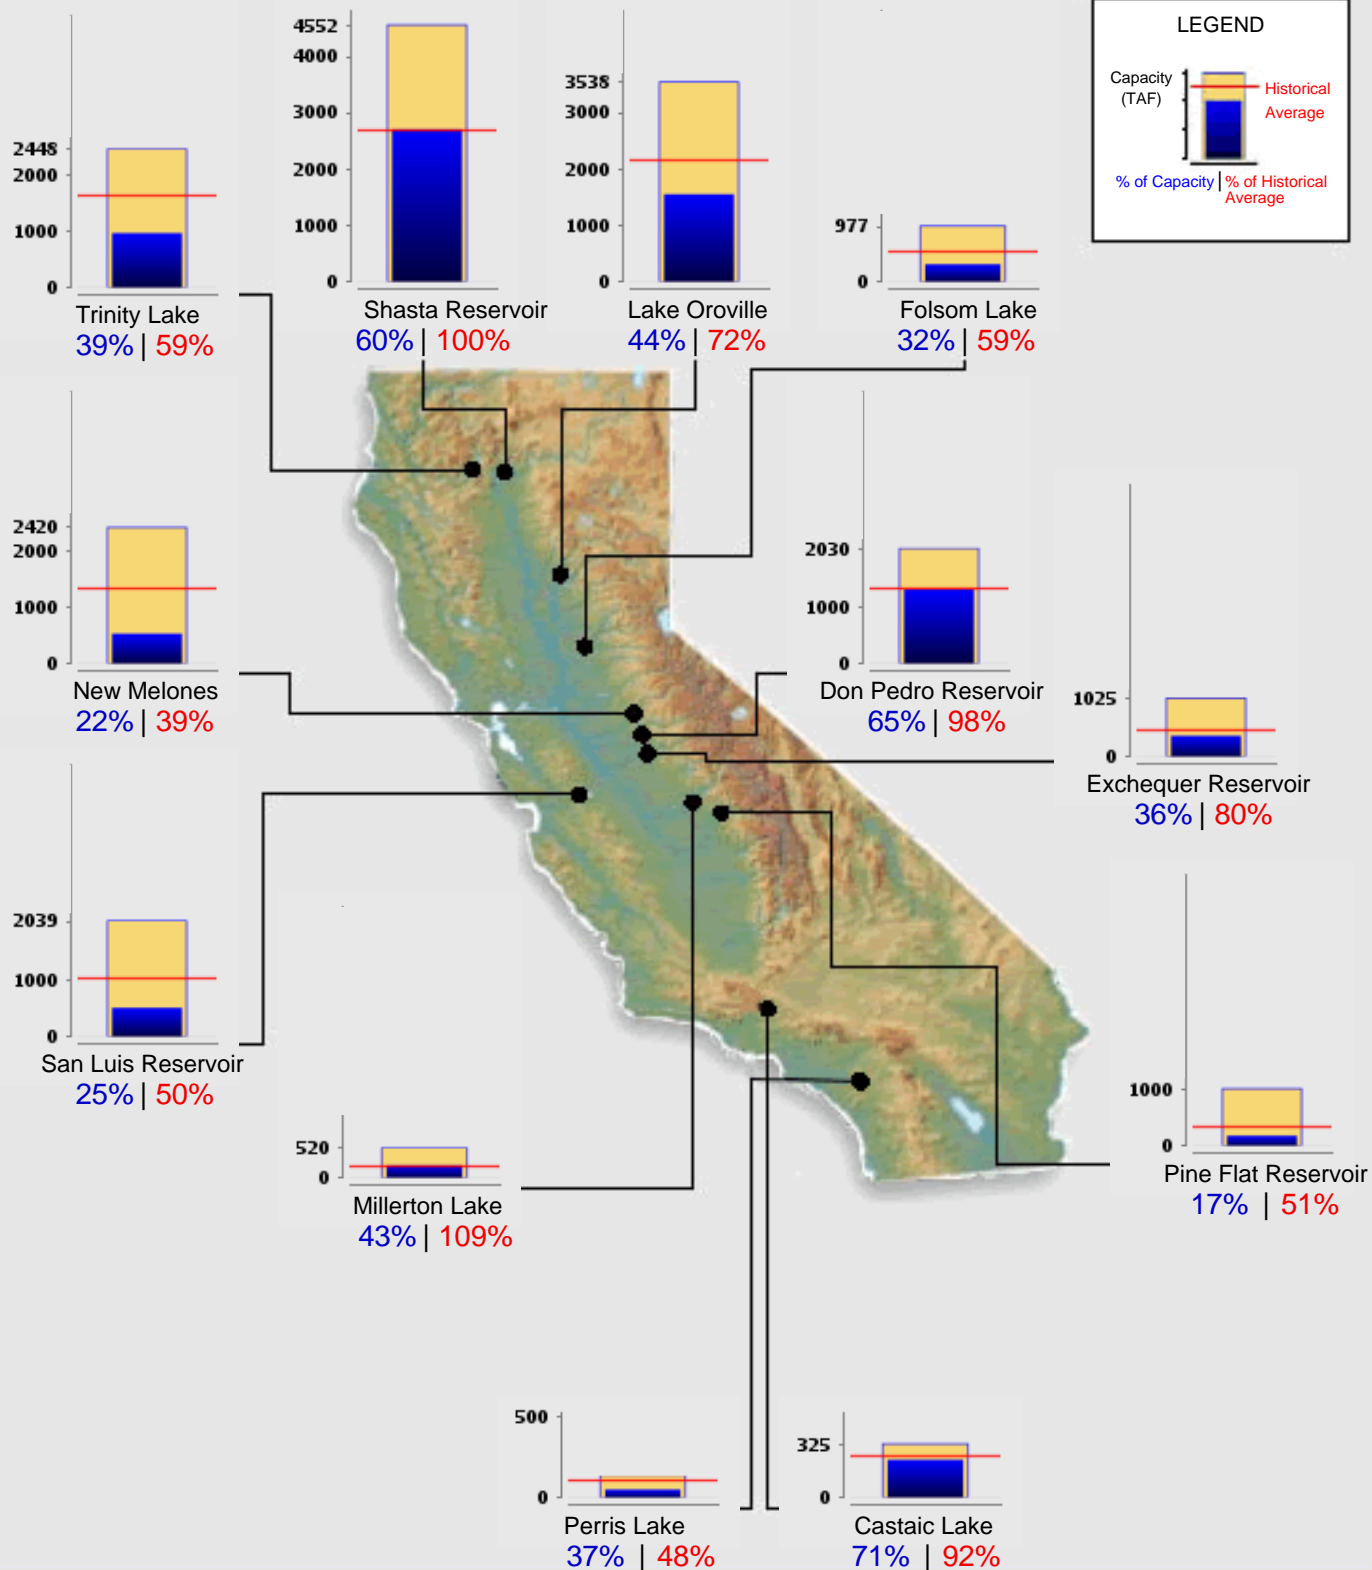 LEGEND
Capacity
(TAF)
Historical
Average
% of Capacity | % of Historical
Average
2448
2000
1000
0
Trinity Lake
39% | 59%
4552
4000
3000
2000
1000
0
Shasta Reservoir
60% | 100%
3538
3000
2000
1000
0
Lake Oroville
44% | 72%
977
0
Folsom Lake
32% | 59%
2420
2000
1000
0
New Melones
22% | 39%
2030
1000
0
Don Pedro Reservoir
65% | 98%
1025
0
Exchequer Reservoir
36% | 80%
2039
1000
0
San Luis Reservoir
25% | 50%
520
0
Millerton Lake
43% | 109%
1000
0
Pine Flat Reservoir
17% | 51%
500
0
Perris Lake
37% | 48%
325
0
Castaic Lake
71% | 92%